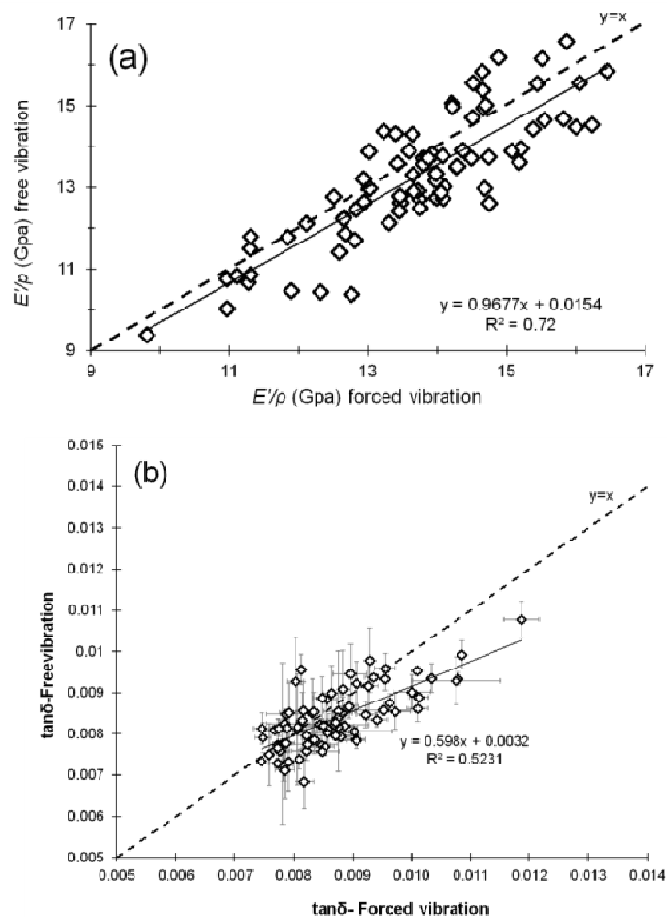 (a)
y=x
17
15
13
11
9
E'/ρ (Gpa) free vibration
y = 0.9677x + 0.0154
R² = 0.72
9 11 13 15 17
E'/ρ (Gpa) forced vibration
(b)
y=x
0.015
0.014
0.013
0.012
0.011
0.01
0.009
0.008
0.007
0.006
0.005
tanδ-Freevibration
y = 0.598x + 0.0032
R² = 0.5231
0.005 0.006 0.007 0.008 0.009 0.010 0.011 0.012 0.013 0.014
tanδ- Forced vibration